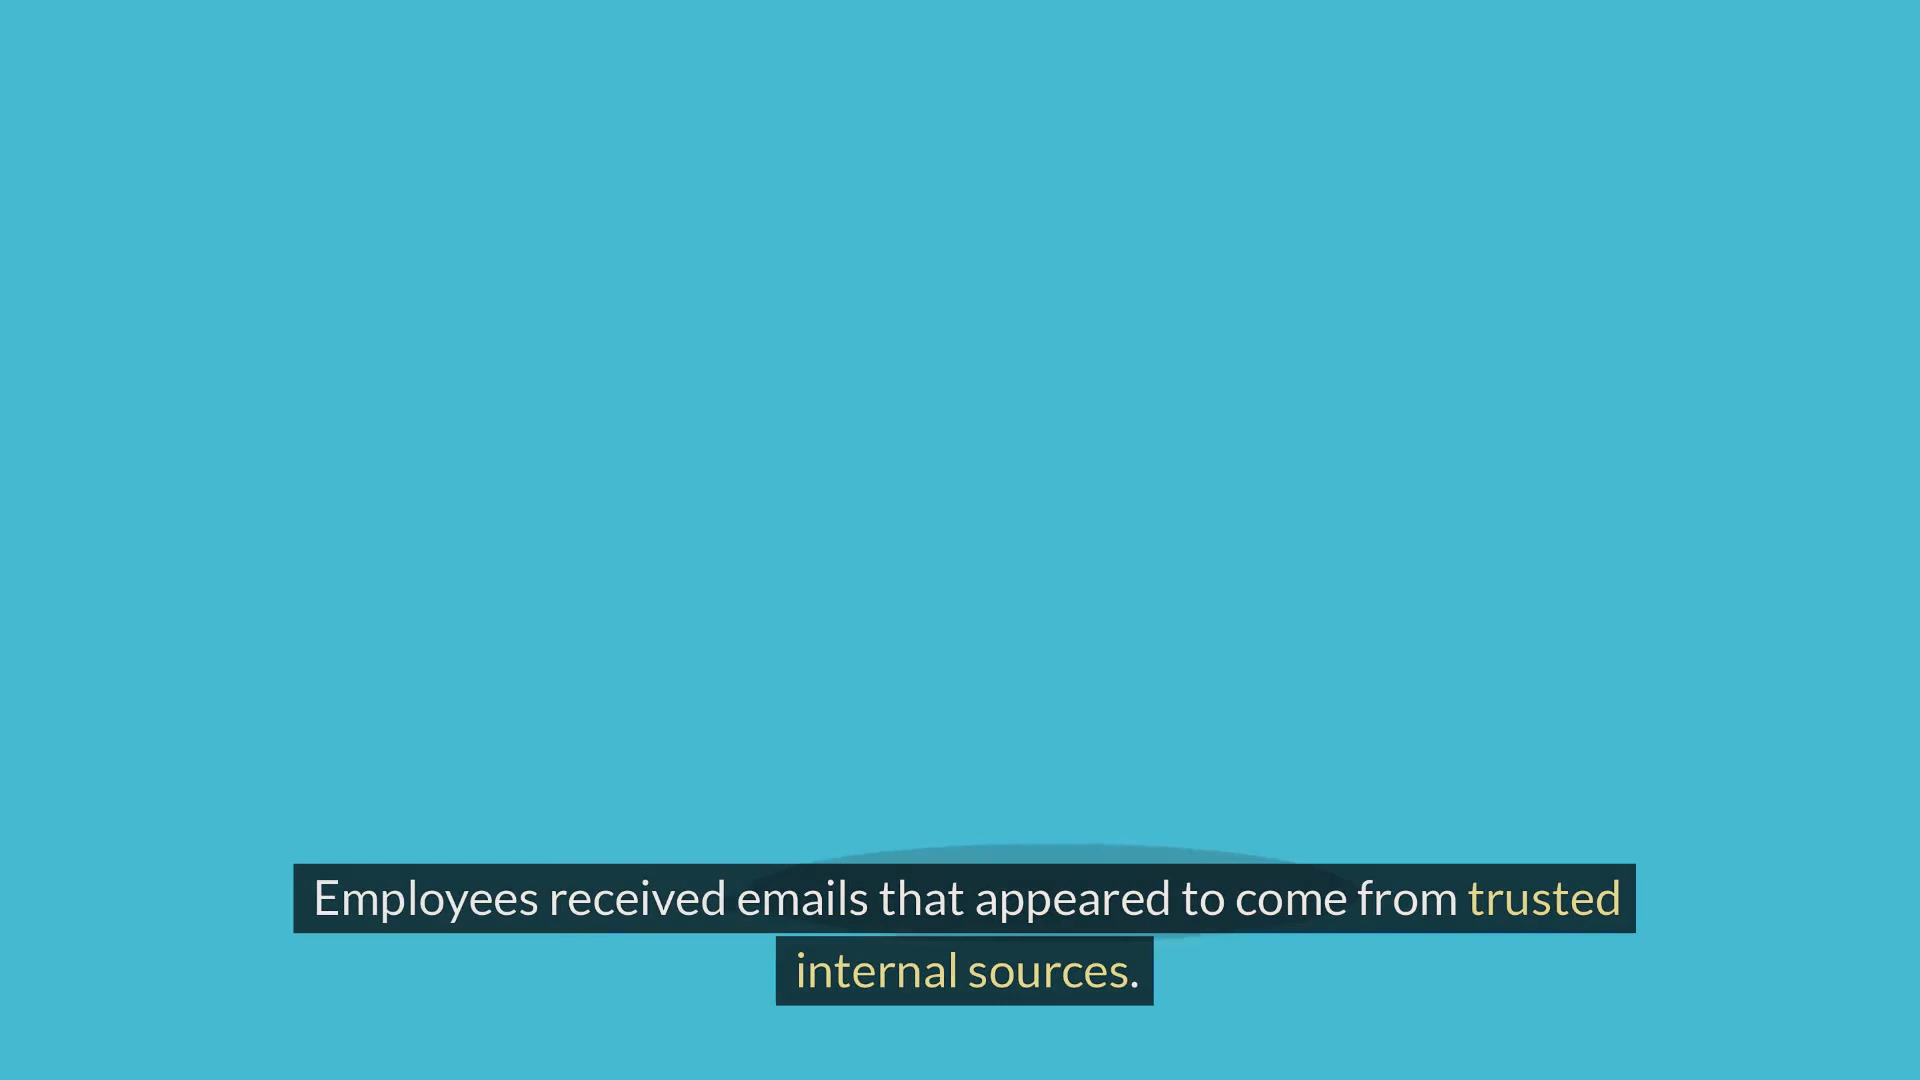 Employees received emails that appeared to come from trusted
internal sources.